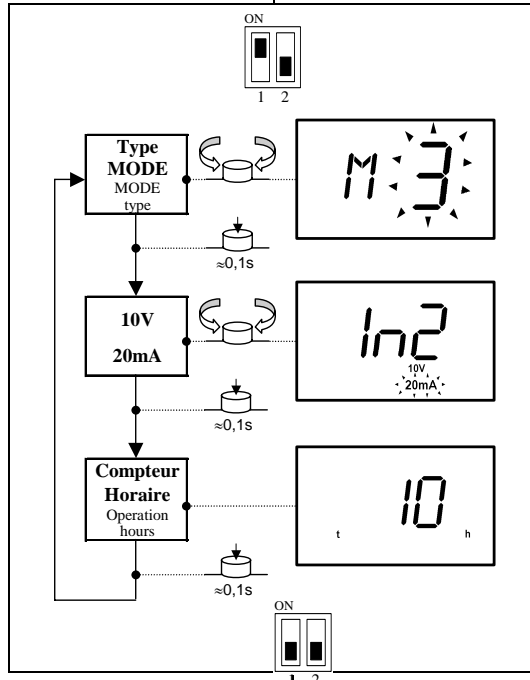 ON
1 2
Type
MODE
MODE
type
M 3
≈0,1s
10V
20mA
In2
10V
20mA
≈0,1s
Compteur
Horaire
Operation
hours
10
t h
≈0,1s
ON
1 2